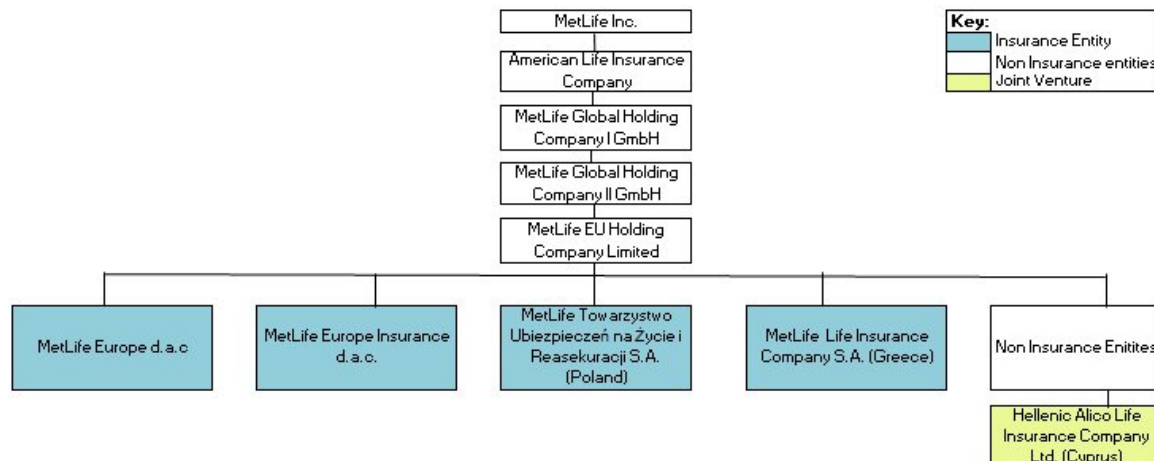 MetLife Inc.
American Life Insurance
Company
MetLife Global Holding
Company I GmbH
MetLife Global Holding
Company II GmbH
MetLife EU Holding
Company Limited
Key:
Insurance Entity
Non Insurance entities
Joint Venture
MetLife Europe d.a.c
MetLife Europe Insurance
d.a.c.
MetLife Towarzystwo
Ubiezpieczeń na Życie i
Reasekuracji S.A.
(Poland)
MetLife Life Insurance
Company S.A. (Greece)
Non Insurance Enitites
Hellenic Alico Life
Insurance Company
Ltd. (Cyprus)